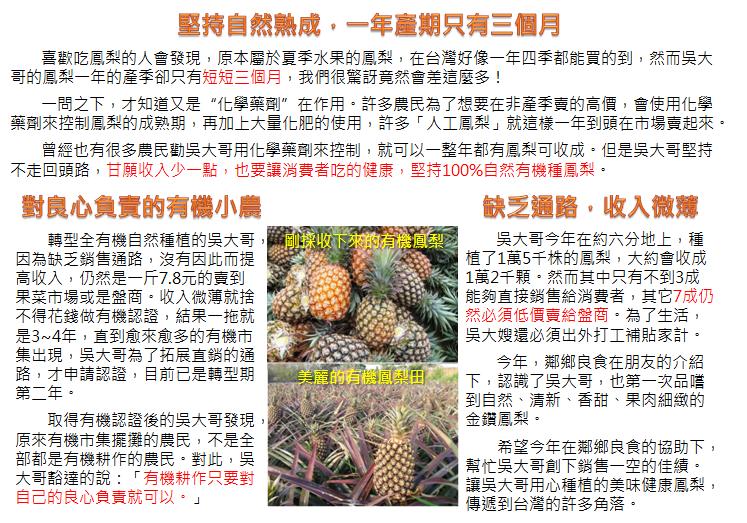 堅持自然熟成，一年產期只有三個月
喜歡吃鳳梨的人會發現，原本屬於夏季水果的鳳梨，在台灣好像一年四季都能買的到，然而吳大
哥的鳳梨一年的產季卻只有短短三個月，我們很驚訝竟然會差這麼多！
一問之下，才知道又是“化學藥劑”在作用。許多農民為了想要在非產季賣的高價，會使用化學
藥劑來控制鳳梨的成熟期，再加上大量化肥的使用，許多「人工鳳梨」就這樣一年到頭在市場賣起來。
曾經也有很多農民勸吳大哥用化學藥劑來控制，就可以一整年都有鳳梨可收成。但是吳大哥堅持
不走回頭路，甘願收入少一點，也要讓消費者吃的健康，堅持100%自然有機種鳳梨。
對良心負責的有機小農
轉型全有機自然種植的吳大哥，
因為缺乏銷售通路，沒有因此而提
高收入，仍然是一斤7.8元的賣到
果菜市場或是盤商。收入微薄就捨
不得花錢做有機認證，結果一拖就
是3~4年，直到愈來愈多的有機市
集出現，吳大哥為了拓展直銷的通
路，才申請認證，目前已是轉型期
第二年。
取得有機認證後的吳大哥發現，
原來有機市集擺攤的農民，不是全
部都是有機耕作的農民。對此，吳
大哥豁達的說：「有機耕作只要對
自己的良心負責就可以。」
剛採收下來的有機鳳梨
美麗的有機鳳梨田
缺乏通路，收入微薄
吳大哥今年在約六分地上，種
植了1萬5千株的鳳梨，大約會收成
1萬2千顆。然而其中只有不到3成
能夠直接銷售給消費者，其它7成仍
然必須低價賣給盤商。為了生活，
吳大嫂還必須出外打工補貼家計。
今年，鄰鄉良食在朋友的介紹
下，認識了吳大哥，也第一次品嚐
到自然、清新、香甜、果肉細緻的
金鑽鳳梨。
希望今年在鄰鄉良食的協助下，
幫忙吳大哥創下銷售一空的佳績。
讓吳大哥用心種植的美味健康鳳梨，
傳遞到台灣的許多角落。